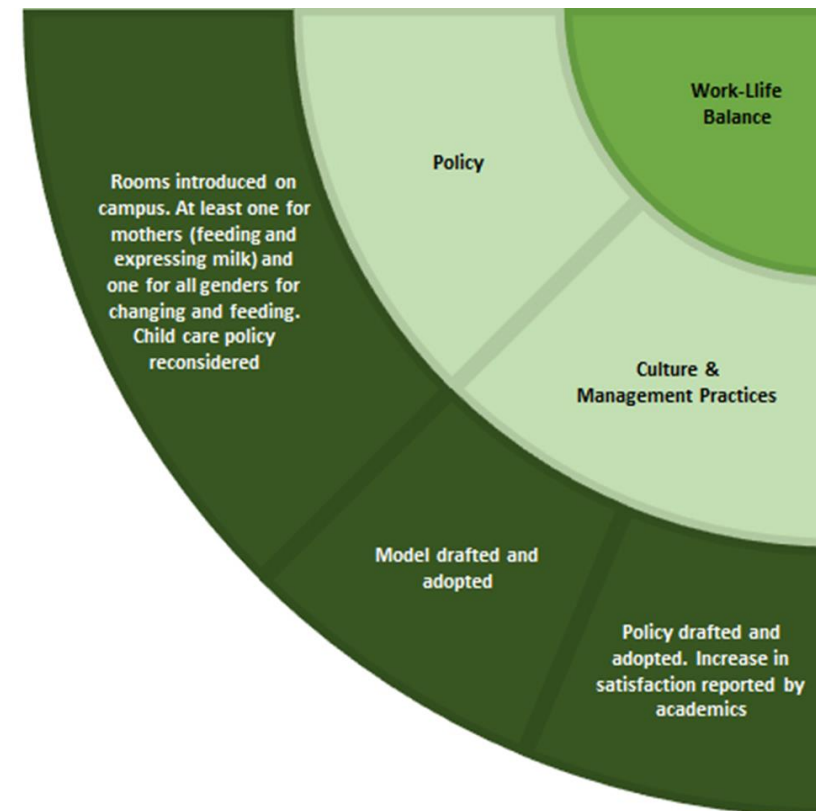 Work-Llife
Balance
Policy
Rooms introduced on
campus. At least one for
mothers (feeding and
expressing milk) and
one for all genders for
changing and feeding.
Child care policy
reconsidered
Culture &
Management Practices
Model drafted and
adopted
Policy drafted and
adopted. Increase in
satisfaction reported by
academics